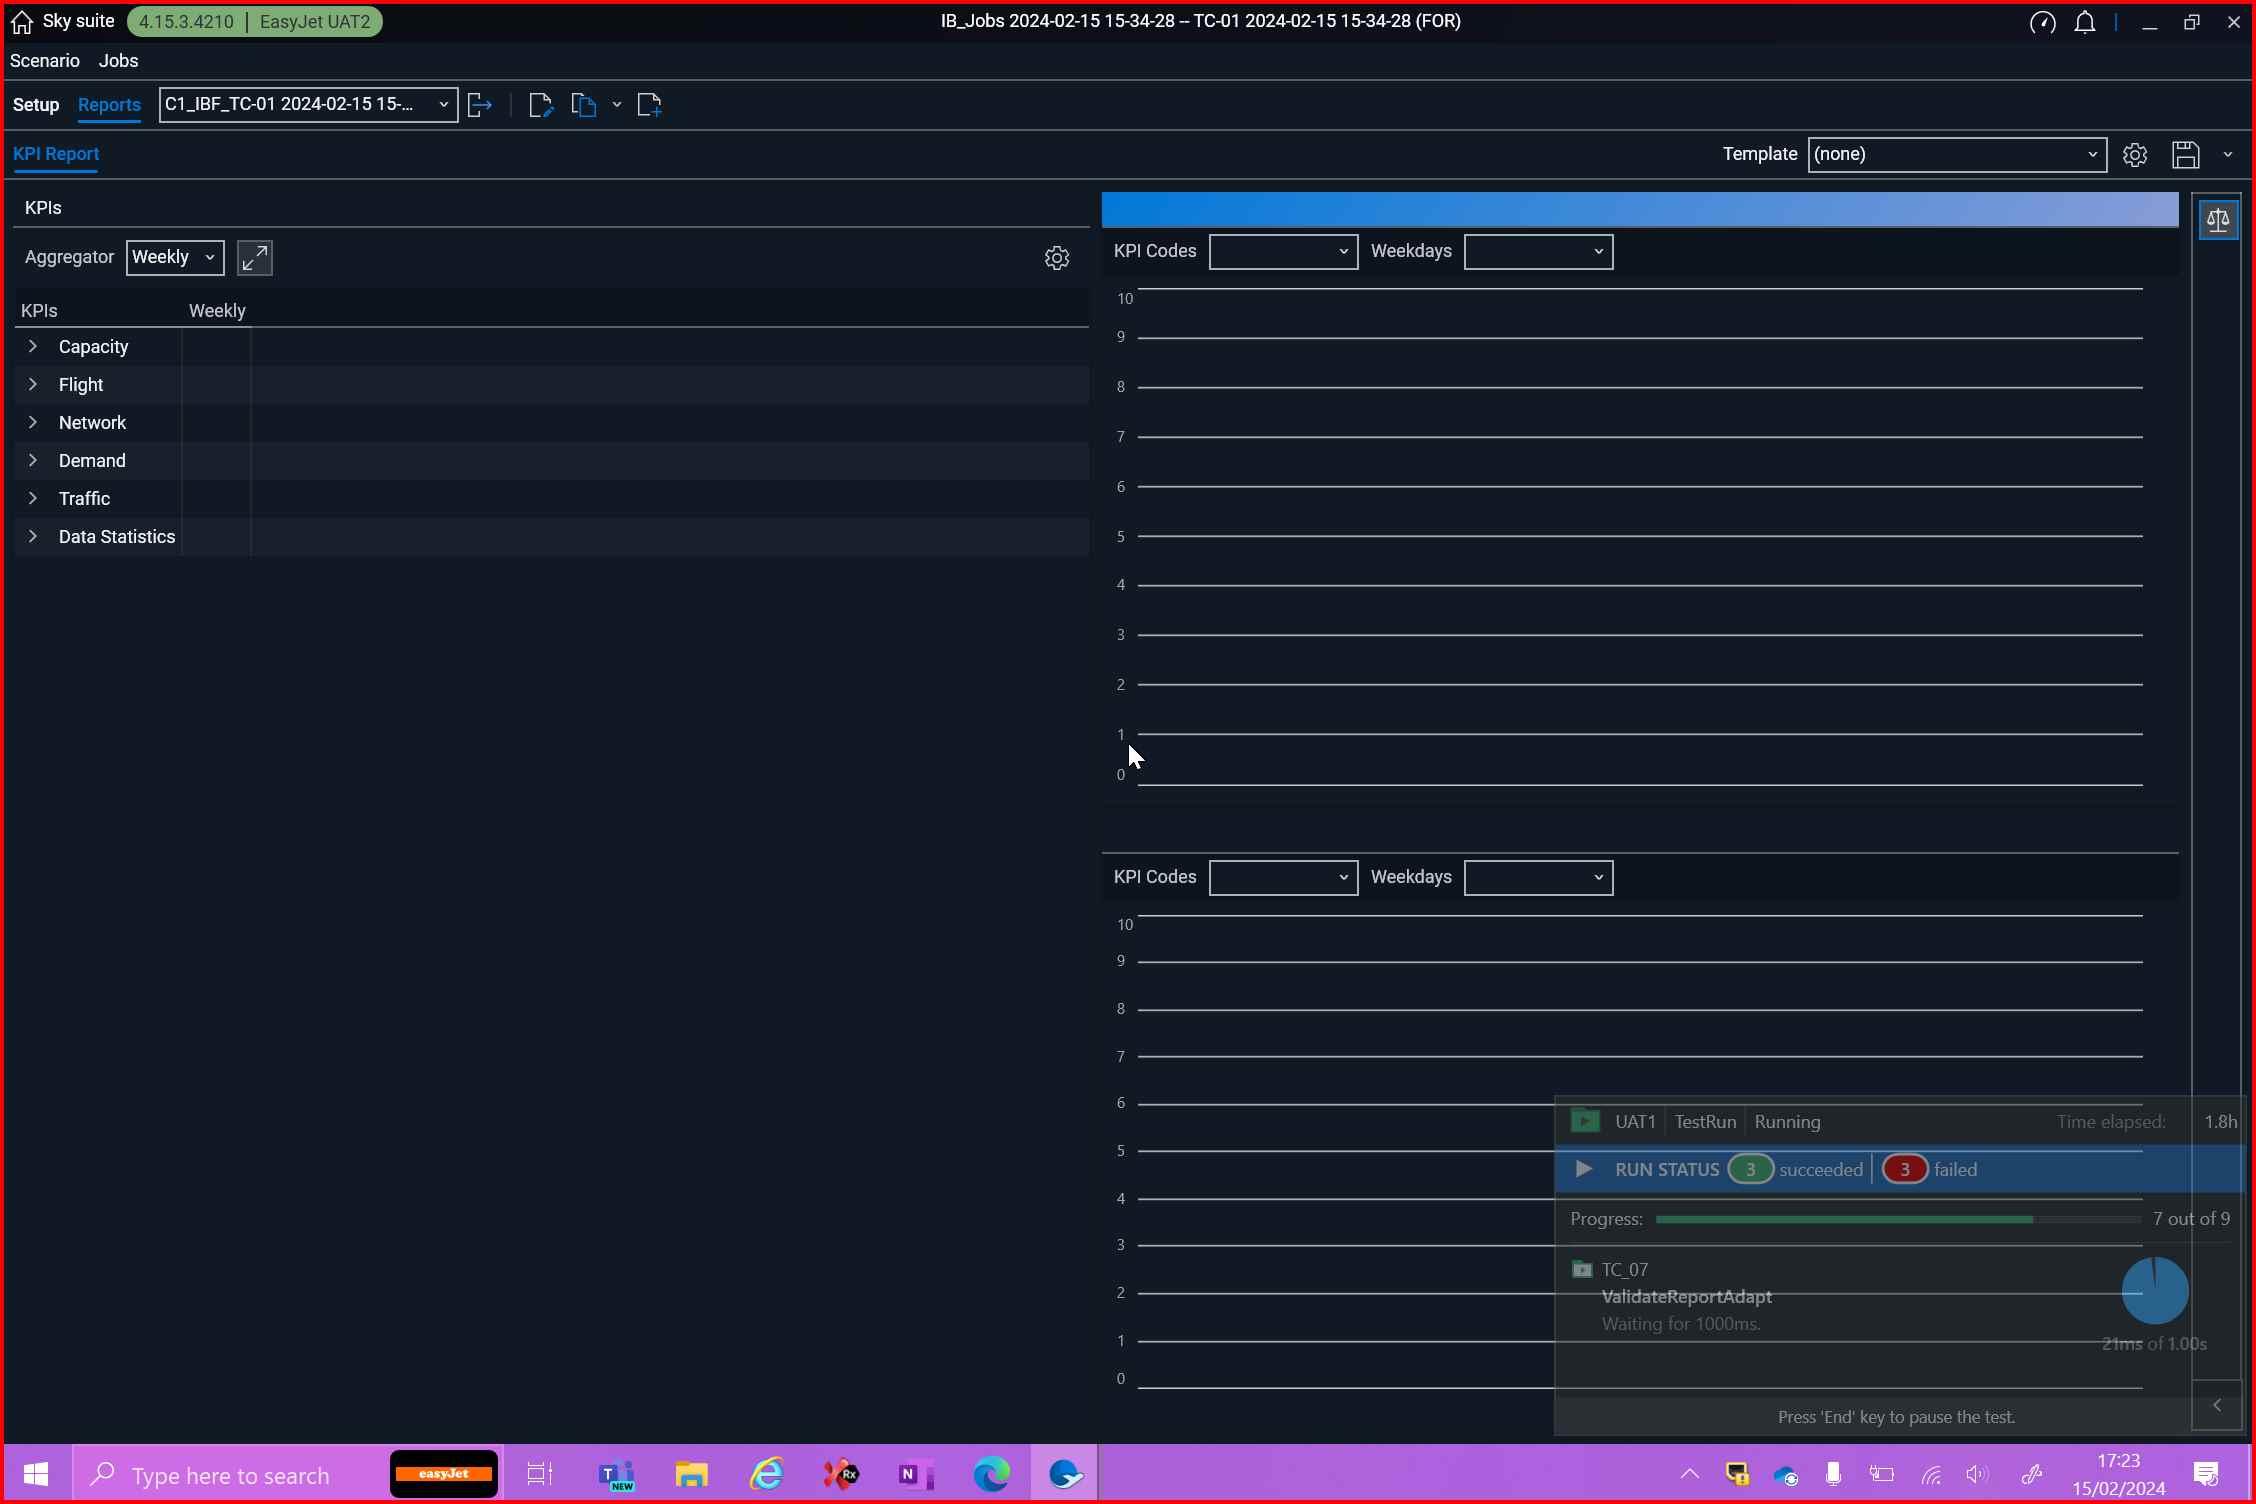 Sky suite 4.15.3.4210 | EasyJet UAT2 IB_Jobs 2024-02-15 15-34-28 -- TC-01 2024-02-15 15-34-28 (FOR)
Scenario Jobs
Setup Reports C1_IBF_TC-01 2024-02-15 15-...
KPI Report Template (none)
KPIs
Aggregator Weekly
KPIs Weekly
Capacity
Flight
Network
Demand
Traffic
Data Statistics
KPI Codes Weekdays
10
9
8
7
6
5
4
3
2
1
0
KPI Codes Weekdays
10
9
8
7
6
5
4
3
2
1
0
UAT1 TestRun Running Time elapsed: 1.8h
RUN STATUS 3 succeeded 3 failed
Progress: 7 out of 9
TC_07
ValidateReportAdapt
Waiting for 1000ms.
21ms of 1.00s
Press 'End' key to pause the test.
Type here to search
easyJet
T
NEW
Rx
N
17:23
15/02/2024